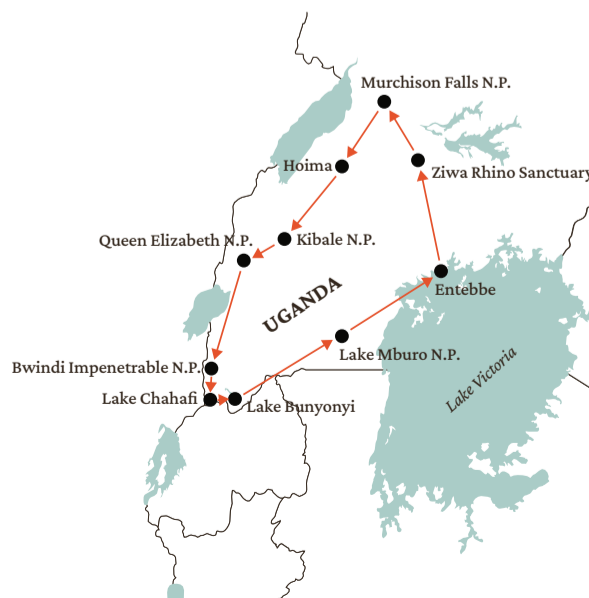 Murchison Falls N.P.
Hoima
Ziwa Rhino Sanctuary
Queen Elizabeth N.P.
Kibale N.P.
Entebbe
UGANDA
Lake Mburo N.P.
Bwindi Impenetrable N.P.
Lake Victoria
Lake Chahafi
Lake Bunyonyi